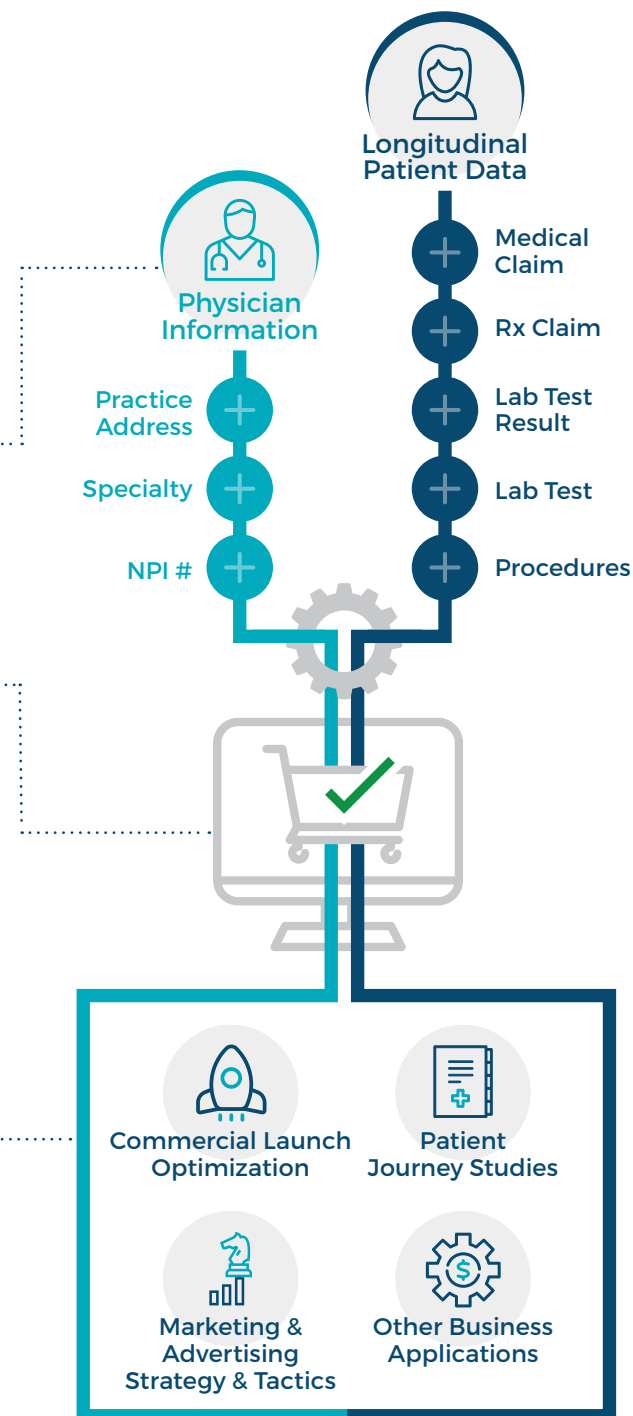 Longitudinal
Patient Data
Medical
Claim
Rx Claim
Lab Test
Result
Lab Test
Procedures
Physician
Information
Practice
Address
Specialty
NPI #
Commercial Launch
Optimization
Patient
Journey Studies
Marketing &
Advertising
Strategy & Tactics
$
Other Business
Applications